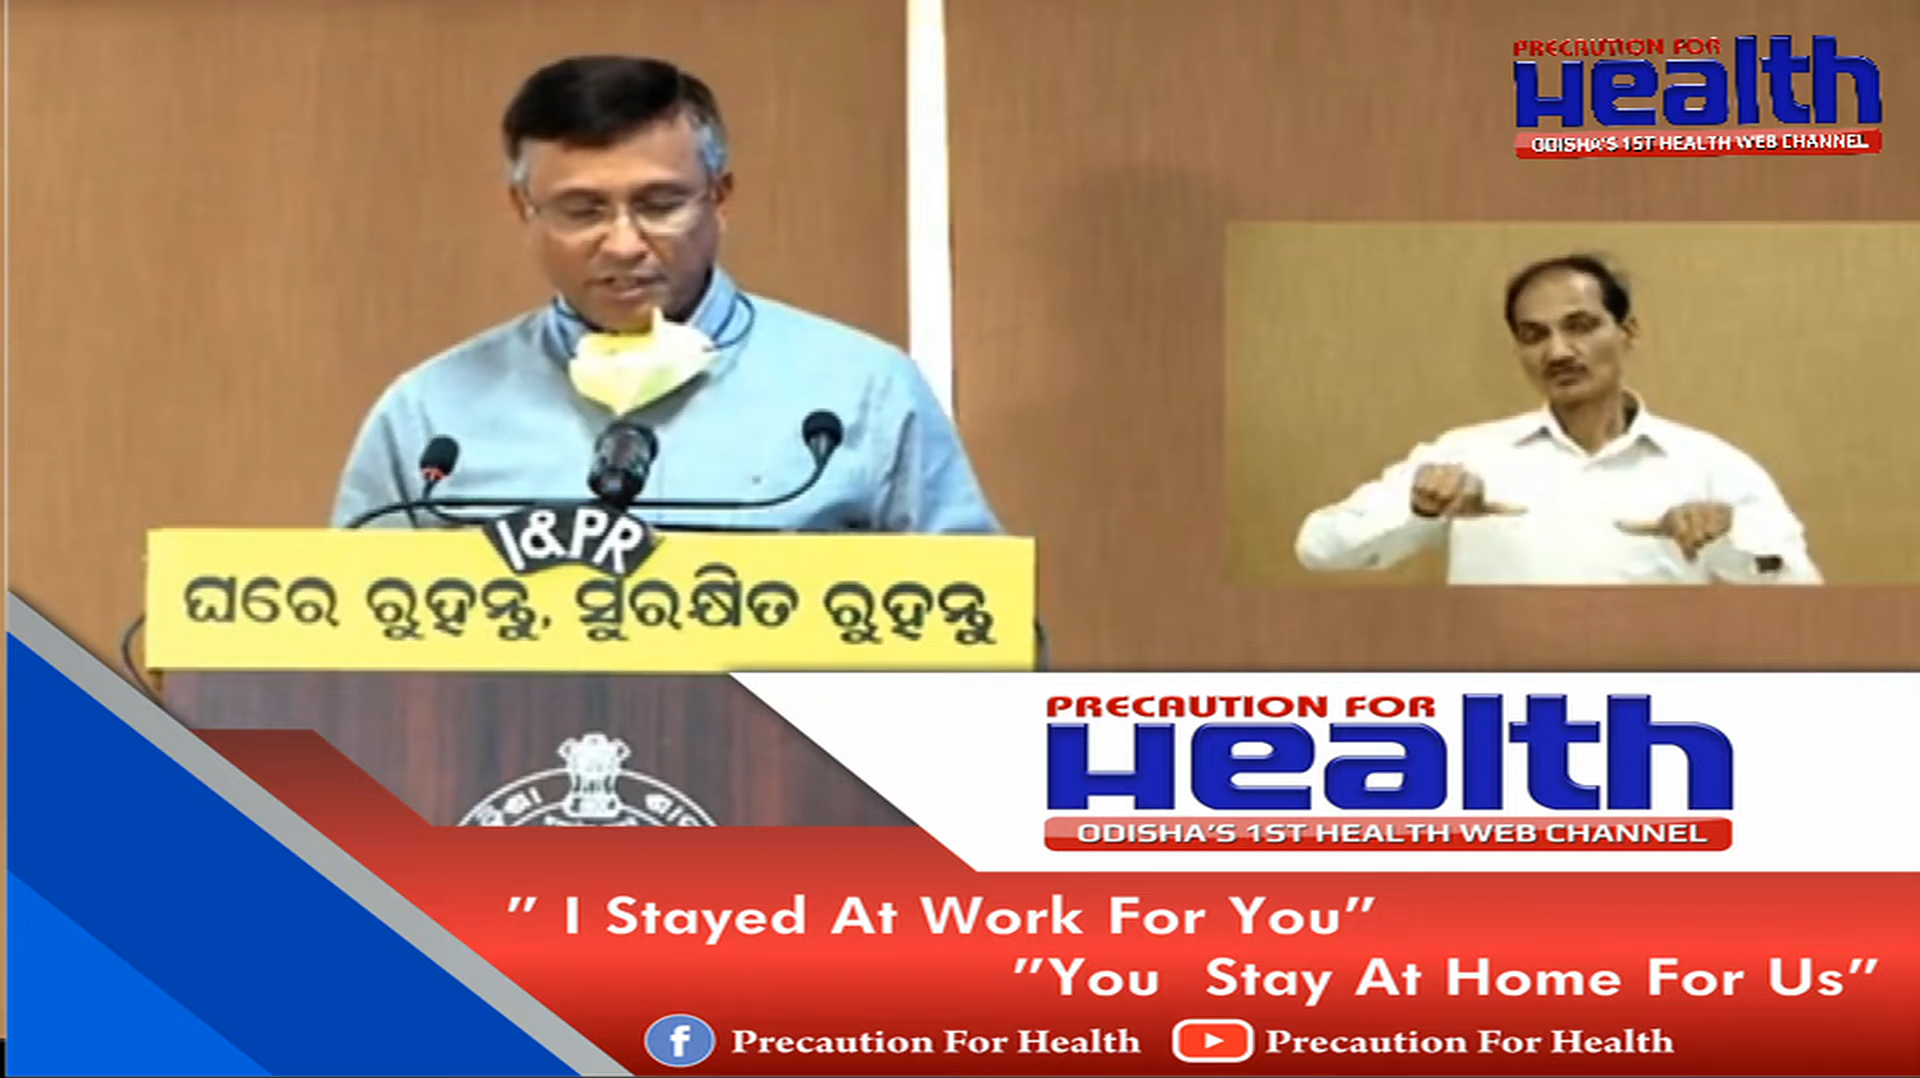 PRECAUTION FOR
Health
ODISHA'S 1ST HEALTH WEB CHANNEL
I&PR
ଘରେ ରୁହନ୍ତୁ, ସୁରକ୍ଷିତ ରୁହନ୍ତୁ
PRECAUTION FOR
Health
ODISHA'S 1ST HEALTH WEB CHANNEL
" I Stayed At Work For You"
"You Stay At Home For Us"
Precaution For Health
Precaution For Health